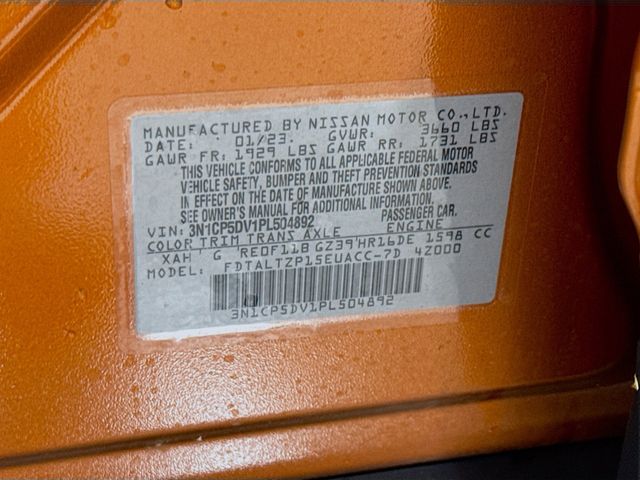 MANUFACTURED BY NISSAN MOTOR CO.,LTD.
DATE: 01/23. GVWR: 3660 LBS
GAWR FR: 1929 LBS GAWR RR: 1731 LBS
THIS VEHICLE CONFORMS TO ALL APPLICABLE FEDERAL MOTOR
VEHICLE SAFETY, BUMPER AND THEFT PREVENTION STANDARDS
IN EFFECT ON THE DATE OF MANUFACTURE SHOWN ABOVE.
SEE OWNER'S MANUAL FOR ADDITIONAL INFORMATION.
VIN: 3N1CP5DV1PL504892 PASSENGER CAR.
COLOR TRIM TRANS AXLE ENGINE
XAH G RE0F11B GZ39 HR16DE 1598 CC
MODEL: FDTALTZP15EUACC-7D 4Z000
3N1CP5DV1PL504892